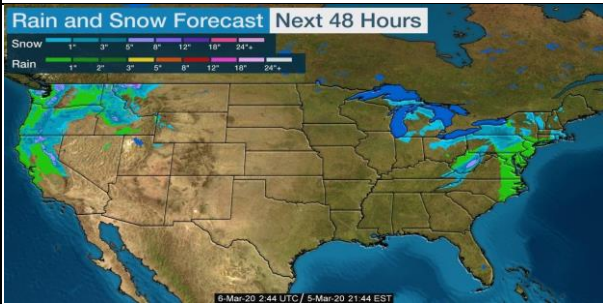 Rain and Snow Forecast Next 48 Hours
Snow
1" 3" 5" 8" 12" 18" 24"+
Rain
1" 2" 3" 5" 8" 12" 18" 24"+
6-Mar-20 2:44 UTC / 5-Mar-20 21:44 EST